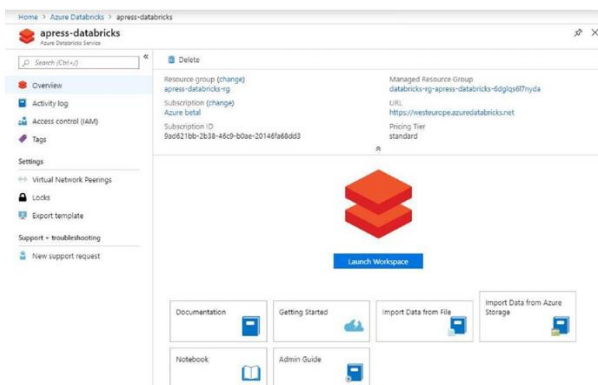 Home > Azure Databricks > apress-databricks
apress-databricks
Azure Databricks Service
Search (Ctrl+/)
Overview
Activity log
Access control (IAM)
Tags
Settings
Virtual Network Peerings
Locks
Export template
Support + troubleshooting
New support request
Delete
Resource group (change)
apress-databricks-rg
Subscription (change)
Azure betal
Subscription ID
Managed Resource Group
URL
https://westeurope.azuredatabricks.net
Pricing Tier
standard
Launch Workspace
Documentation
Getting Started
Import Data from File
Import Data from Azure
Storage
Notebook
Admin Guide